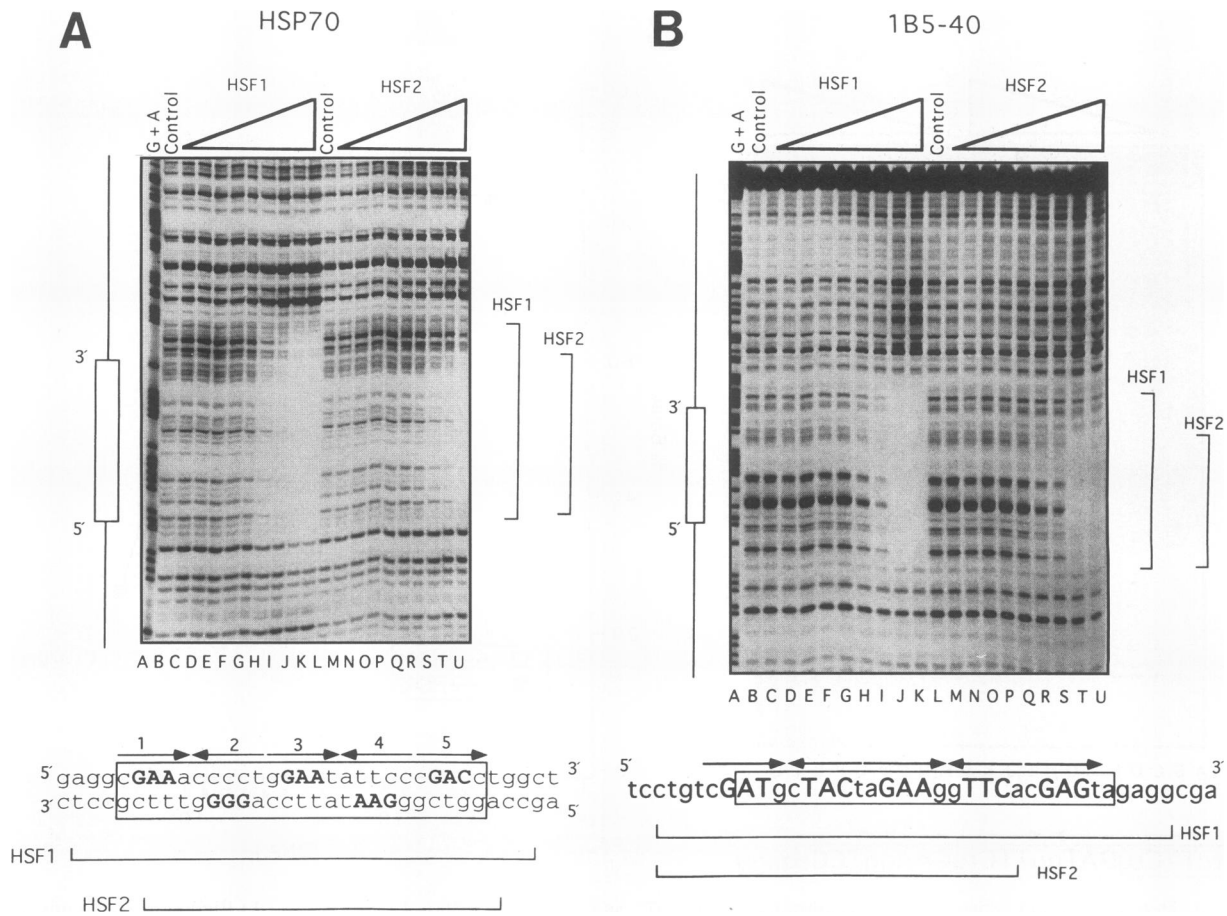 A
HSP70
G + A
Control
HSF1
Control
HSF2
HSF1
HSF2
3´
5´
A B C D E F G H I J K L M N O P Q R S T U
1 2 3 4 5
5´ gaggcGAAacccctgGAATattcccGACctggct 3´
3´ ctccgctttgGGGaccttatAAGggctggaccga 5´
HSF1
HSF2
B
1B5-40
G + A
Control
HSF1
Control
HSF2
HSF1
HSF2
3´
5´
A B C D E F G H I J K L M N O P Q R S T U
5´ 3´
tcctgtcGATgcTACtaGAAggTTCacGAGtagaggcga
HSF1
HSF2